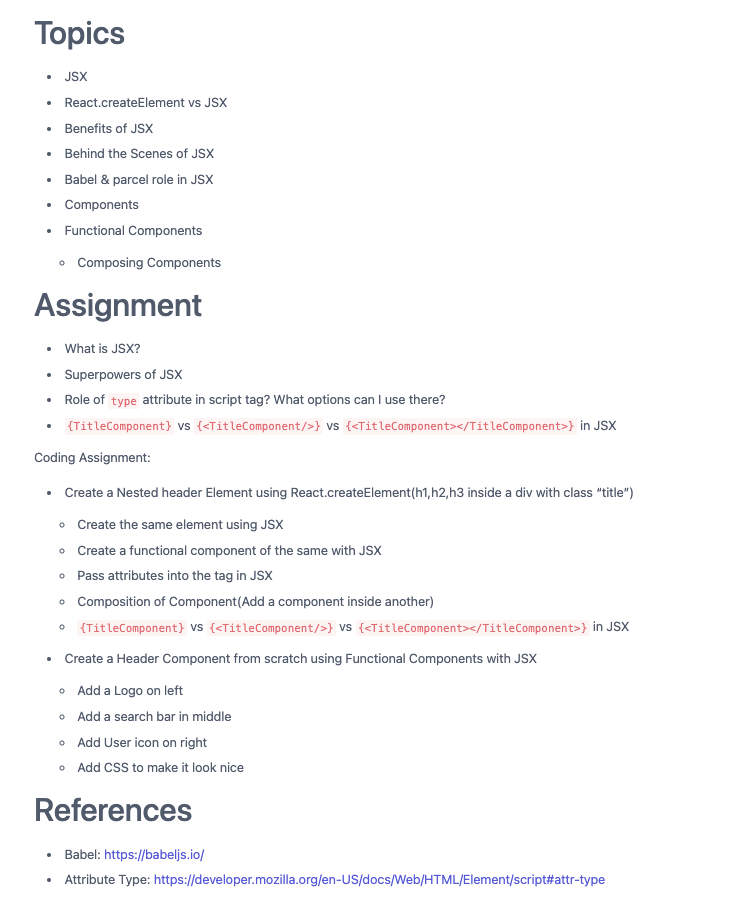 Topics
JSX
React.createElement vs JSX
Benefits of JSX
Behind the Scenes of JSX
Babel & parcel role in JSX
Components
Functional Components
Composing Components
Assignment
What is JSX?
Superpowers of JSX
Role of type attribute in script tag? What options can I use there?
{TitleComponent} vs {<TitleComponent/>} vs {<TitleComponent></TitleComponent>} in JSX
Coding Assignment:
Create a Nested header Element using React.createElement(h1,h2,h3 inside a div with class “title”)
Create the same element using JSX
Create a functional component of the same with JSX
Pass attributes into the tag in JSX
Composition of Component(Add a component inside another)
{TitleComponent} vs {<TitleComponent/>} vs {<TitleComponent></TitleComponent>} in JSX
Create a Header Component from scratch using Functional Components with JSX
Add a Logo on left
Add a search bar in middle
Add User icon on right
Add CSS to make it look nice
References
Babel: https://babeljs.io/
Attribute Type: https://developer.mozilla.org/en-US/docs/Web/HTML/Element/script#attr-type